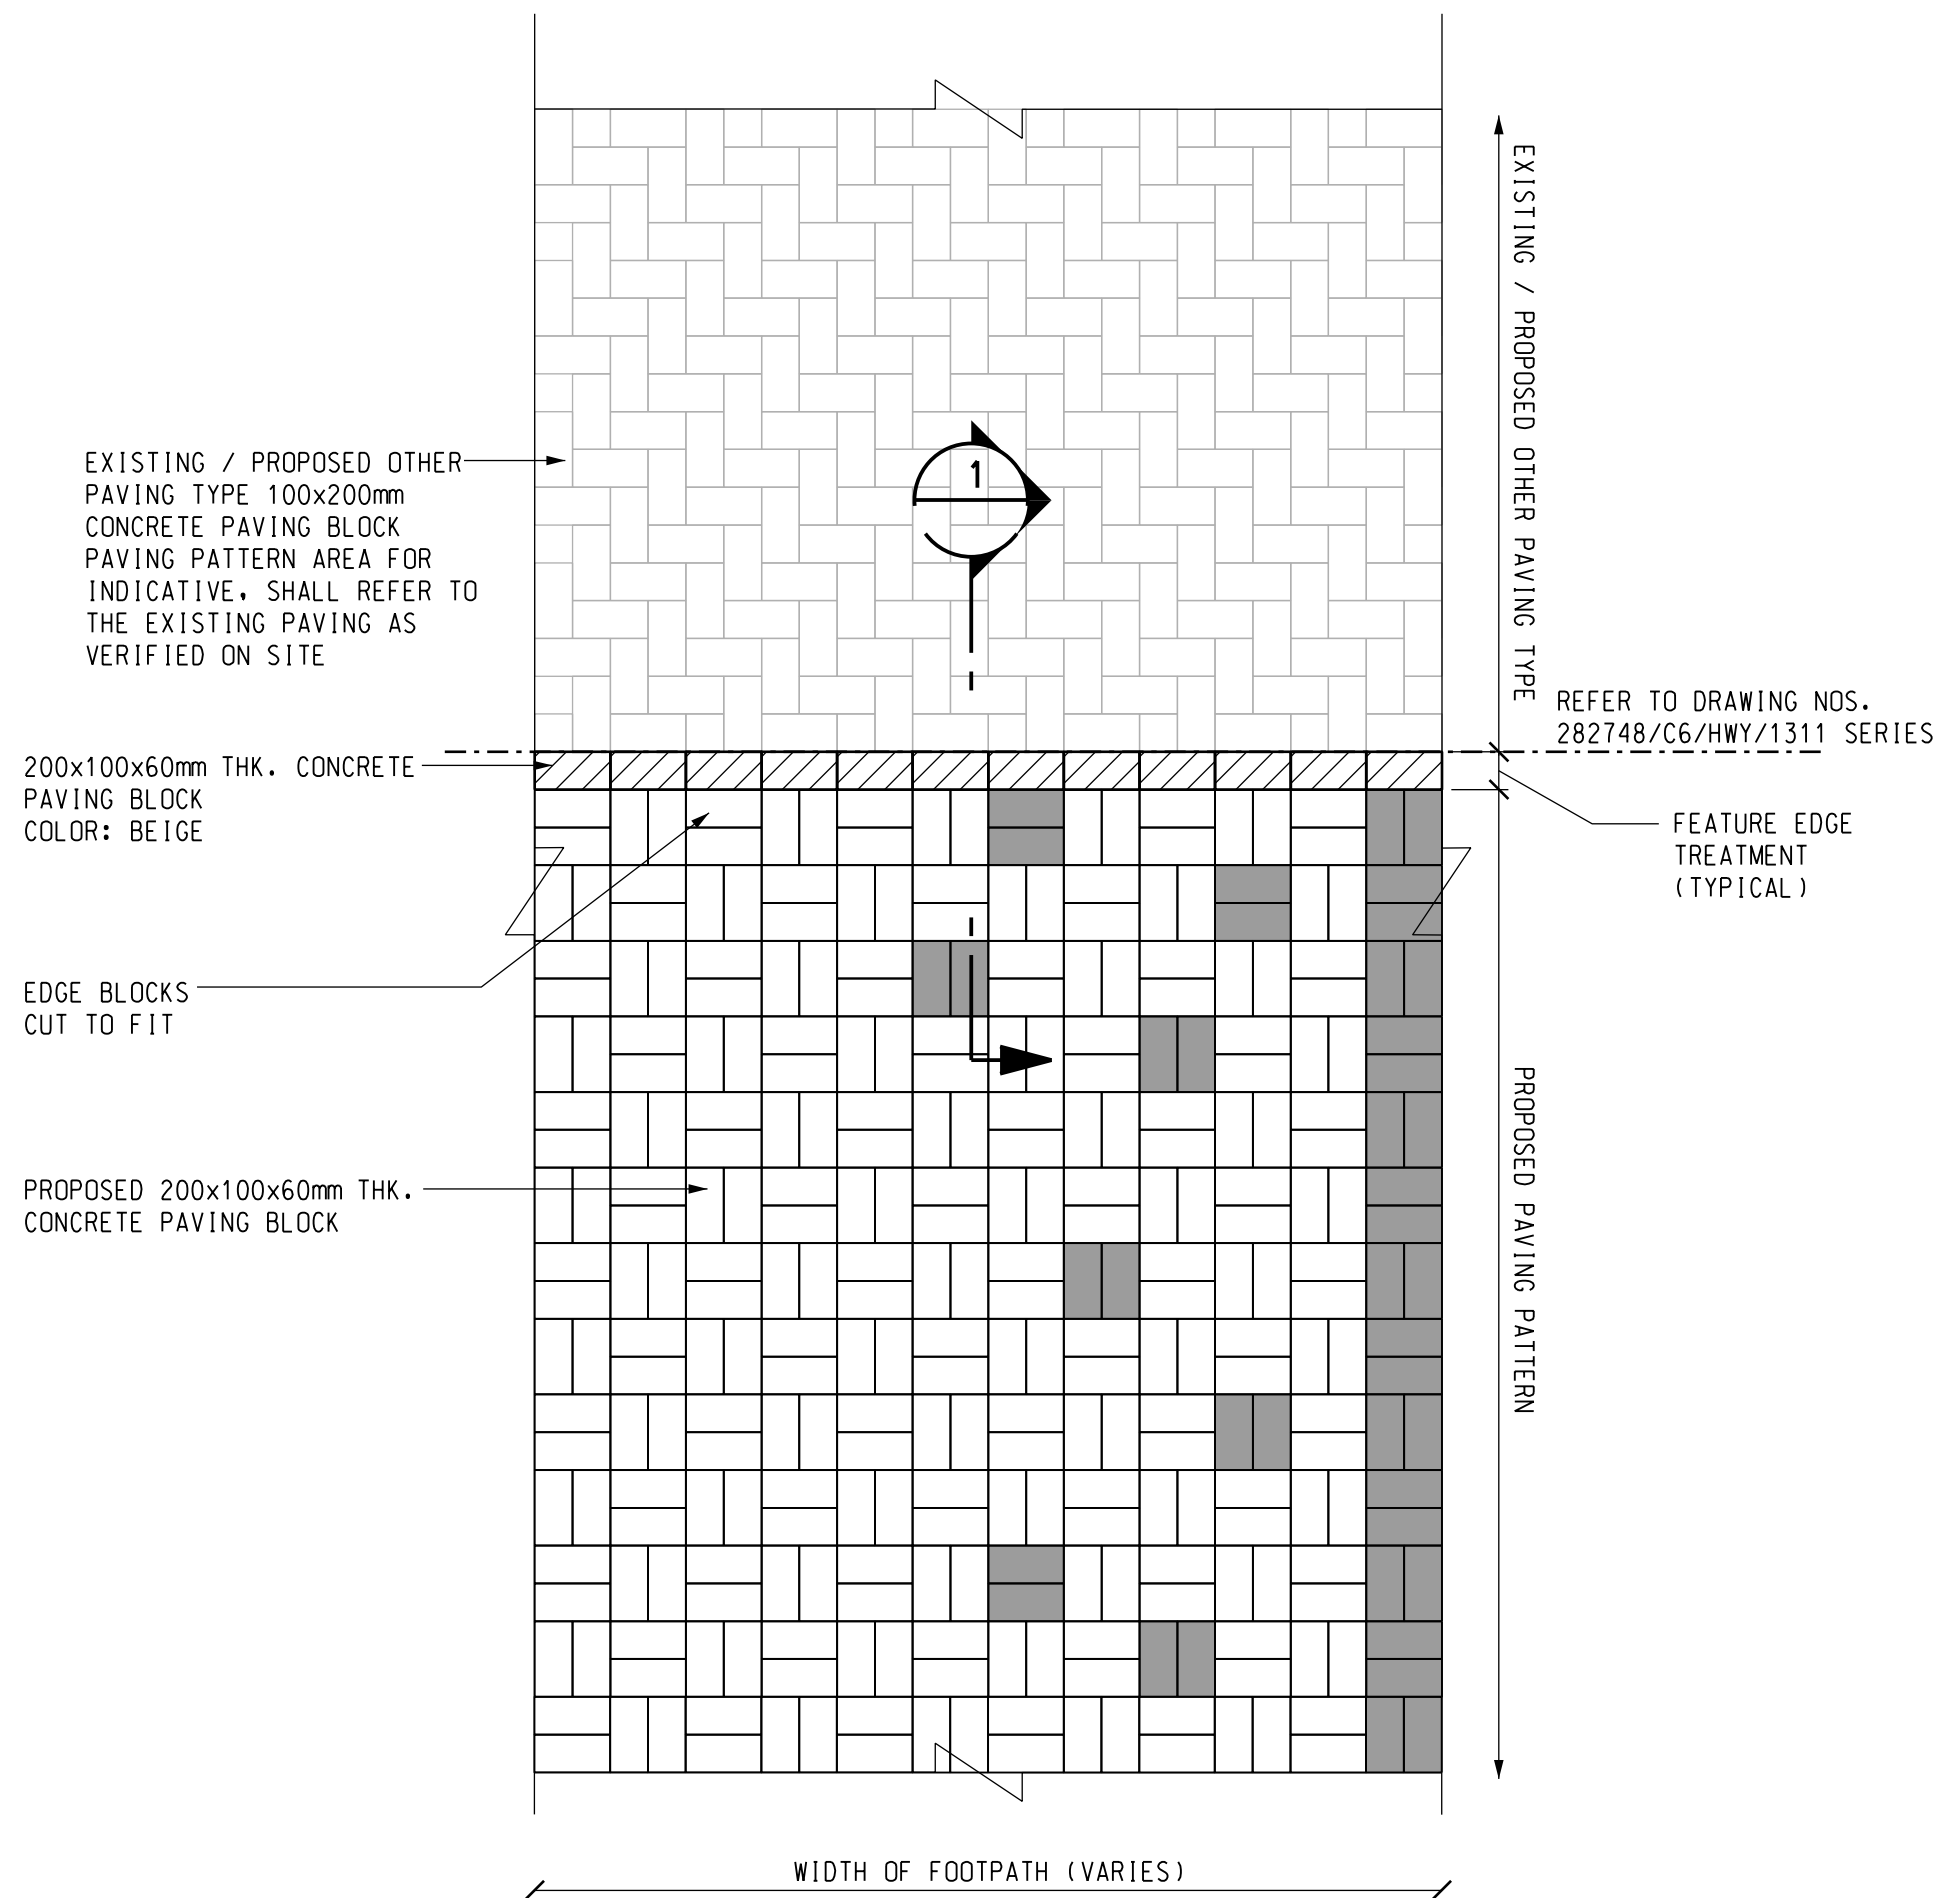 EXISTING / PROPOSED OTHER
PAVING TYPE 100x200mm
CONCRETE PAVING BLOCK
PAVING PATTERN AREA FOR
INDICATIVE, SHALL REFER TO
THE EXISTING PAVING AS
VERIFIED ON SITE
1
EXISTING / PROPOSED OTHER PAVING TYPE
REFER TO DRAWING NOS.
282748/C6/HWY/1311 SERIES
200x100x60mm THK. CONCRETE
PAVING BLOCK
COLOR: BEIGE
FEATURE EDGE
TREATMENT
(TYPICAL)
EDGE BLOCKS
CUT TO FIT
PROPOSED 200x100x60mm THK.
CONCRETE PAVING BLOCK
PROPOSED PAVING PATTERN
WIDTH OF FOOTPATH (VARIES)